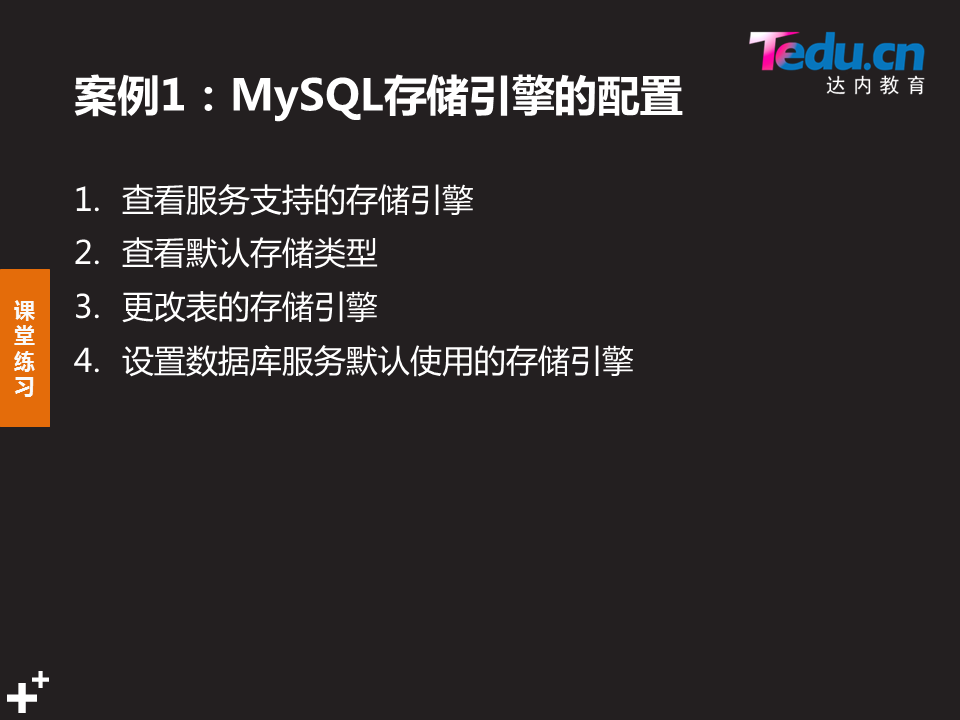 Tedu.cn
达内教育
案例1：MySQL存储引擎的配置
1. 查看服务支持的存储引擎
2. 查看默认存储类型
3. 更改表的存储引擎
4. 设置数据库服务默认使用的存储引擎
课堂练习